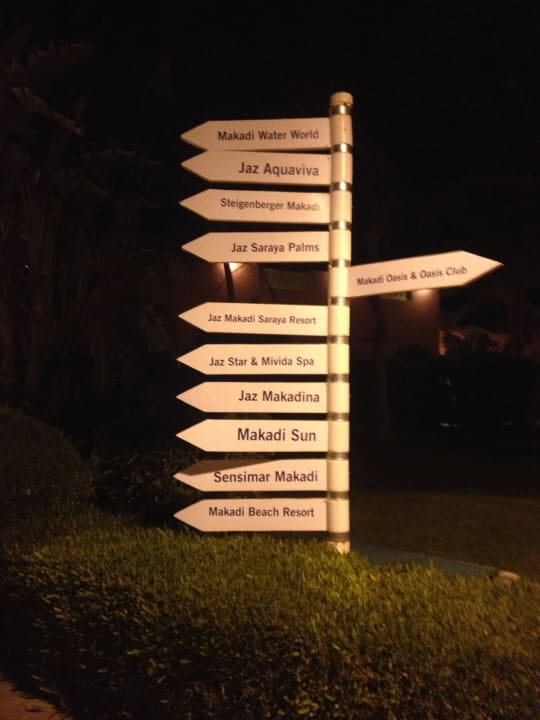 Makadi Water World
Jaz Aquaviva
Steigenberger Makadi
Jaz Saraya Palms
Makadi Oasis & Oasis Club
Jaz Makadi Saraya Resort
Jaz Star & Mivida Spa
Jaz Makadina
Makadi Sun
Sensimar Makadi
Makadi Beach Resort